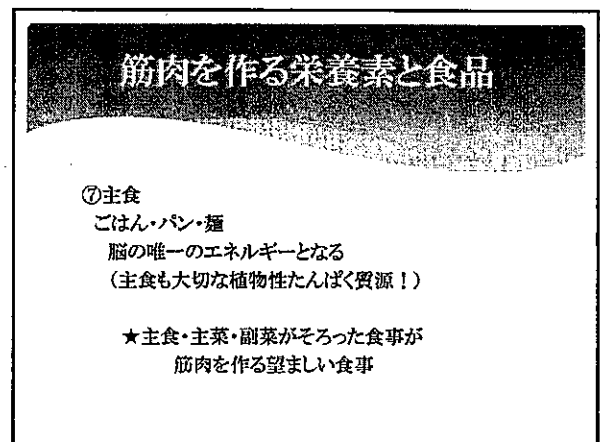 筋肉を作る栄養素と食品
⑦主食
ごはん・パン・麺
脳の唯一のエネルギーとなる
（主食も大切な植物性たんぱく質源！）
★主食・主菜・副菜がそろった食事が
筋肉を作る望ましい食事